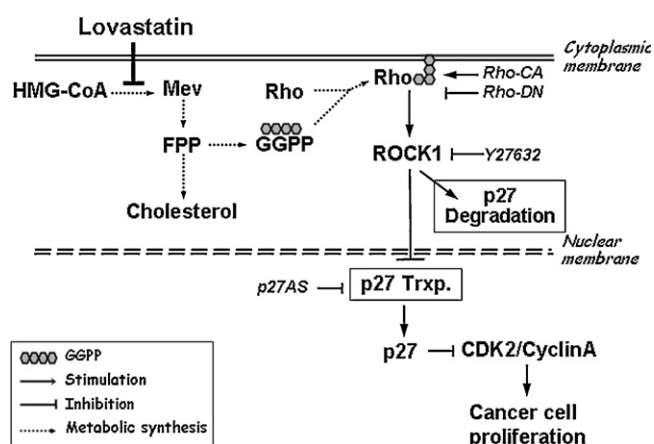 Lovastatin
Cytoplasmic
membrane
HMG-CoA
Mev
Rho
Rho
Rho-CA
Rho-DN
FPP
GGPP
ROCK1
Y27632
Cholesterol
p27
Degradation
Nuclear
membrane
p27AS
p27 Trxp.
p27
CDK2/CyclinA
Cancer cell
proliferation
GGPP
Stimulation
Inhibition
Metabolic synthesis